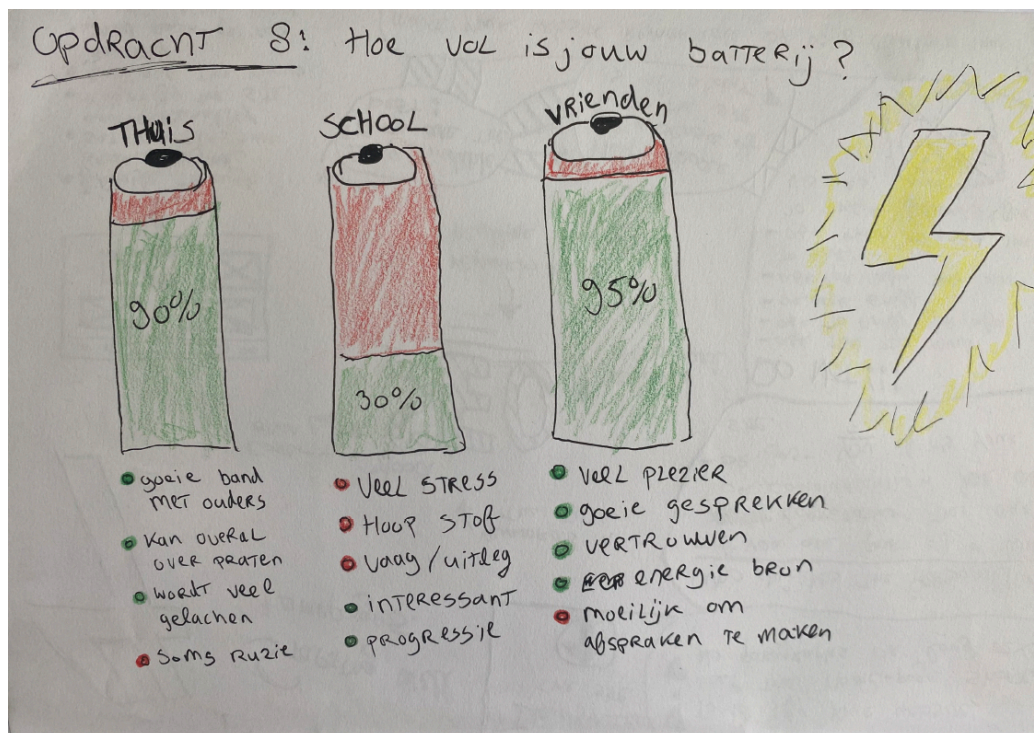 Opdracht 8: Hoe vol is jouw batterij?
THuis
90%
goeie band
met ouders
Kan overal
over praten
wordt veel
gelachen
Soms ruzie
SCHOOL
30%
Veel stress
Hoop stof
vaag/uitleg
interessant
progressie
Vrienden
95%
veel plezier
goeie gesprekken
vertrouwen
energie bron
moeilijk om
afspraken te maken